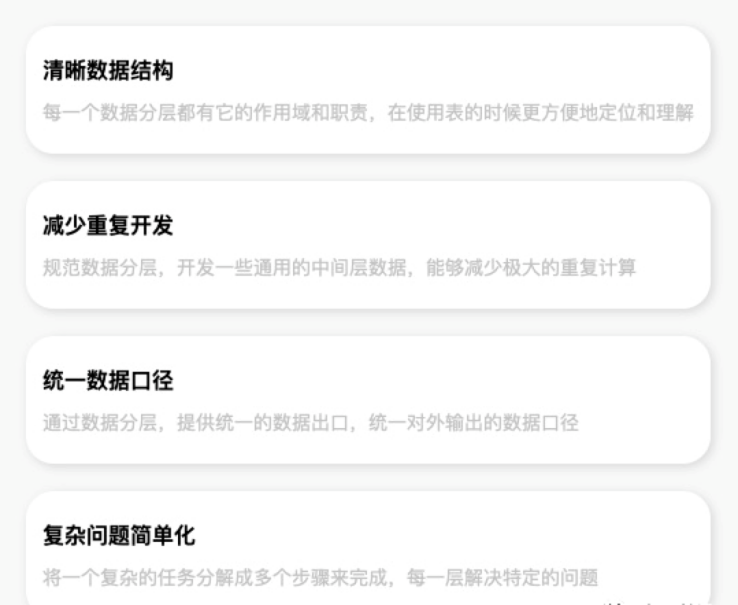 清晰数据结构
每一个数据分层都有它的作用域和职责，在使用表的时候更方便地定位和理解
减少重复开发
规范数据分层，开发一些通用的中间层数据，能够减少极大的重复计算
统一数据口径
通过数据分层，提供统一的数据出口，统一对外输出的数据口径
复杂问题简单化
将一个复杂的任务分解成多个步骤来完成，每一层解决特定的问题